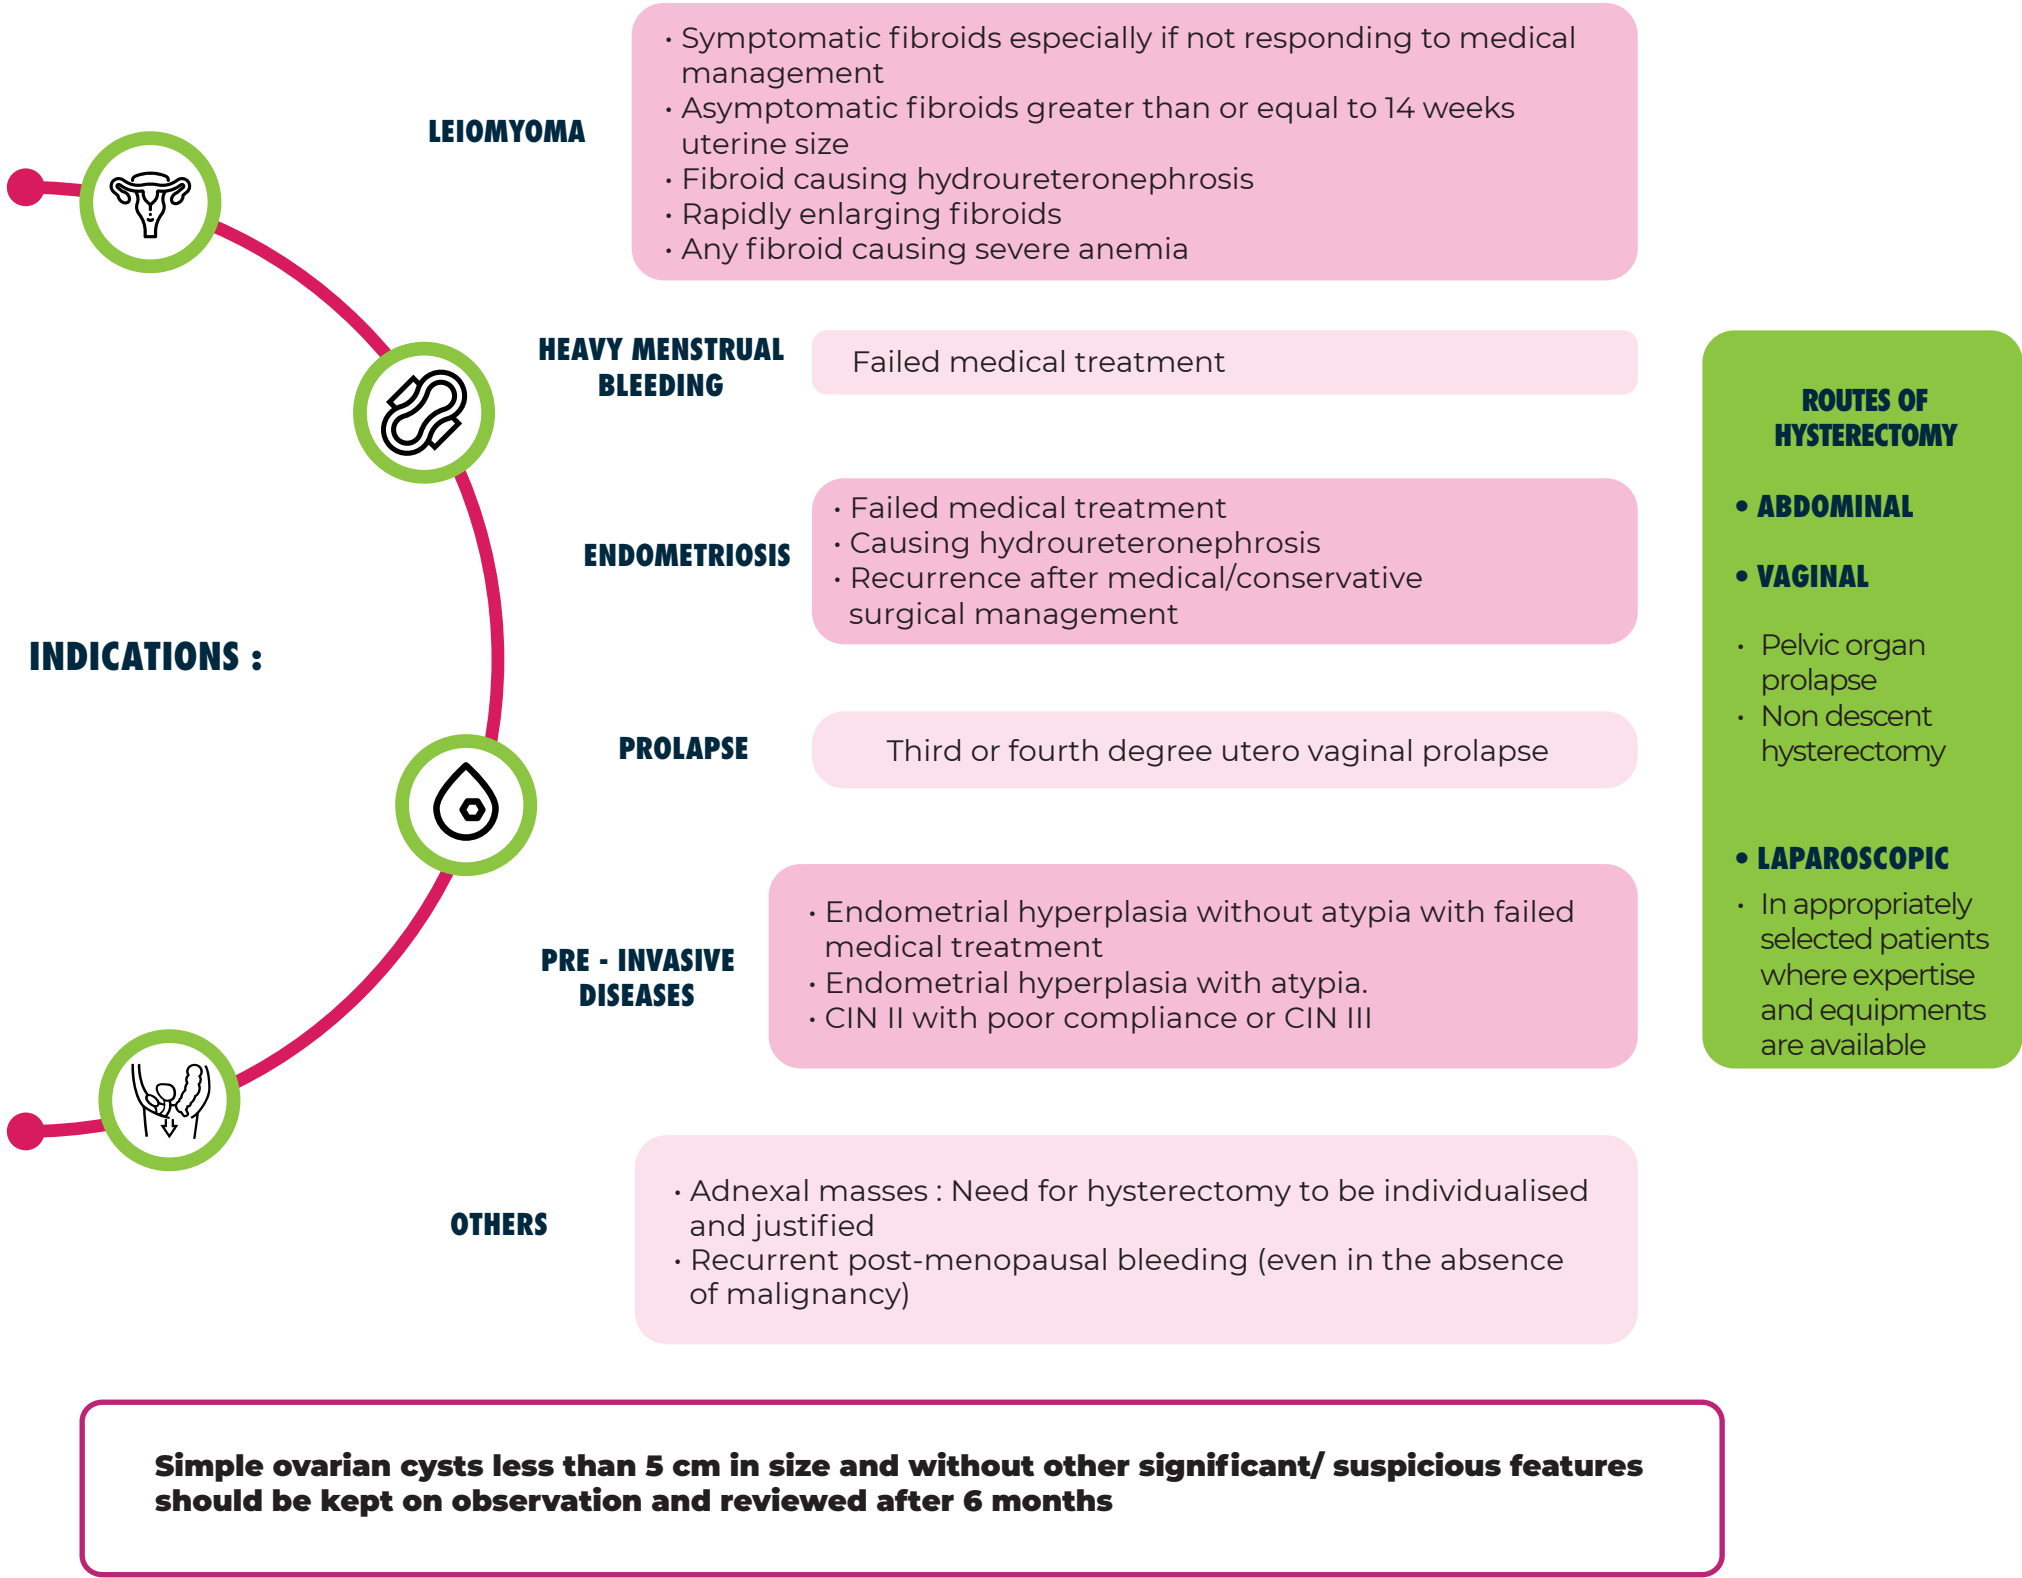 LEIOMYOMA
• Symptomatic fibroids especially if not responding to medical
management
• Asymptomatic fibroids greater than or equal to 14 weeks
uterine size
• Fibroid causing hydroureteronephrosis
• Rapidly enlarging fibroids
• Any fibroid causing severe anemia
HEAVY MENSTRUAL
BLEEDING
Failed medical treatment
ENDOMETRIOSIS
• Failed medical treatment
• Causing hydroureteronephrosis
• Recurrence after medical/conservative
surgical management
INDICATIONS :
PROLAPSE
Third or fourth degree utero vaginal prolapse
PRE - INVASIVE
DISEASES
• Endometrial hyperplasia without atypia with failed
medical treatment
• Endometrial hyperplasia with atypia.
• CIN II with poor compliance or CIN III
OTHERS
• Adnexal masses : Need for hysterectomy to be individualised
and justified
• Recurrent post-menopausal bleeding (even in the absence
of malignancy)
ROUTES OF
HYSTERECTOMY
• ABDOMINAL
• VAGINAL
• Pelvic organ
prolapse
• Non descent
hysterectomy
• LAPAROSCOPIC
• In appropriately
selected patients
where expertise
and equipments
are available
Simple ovarian cysts less than 5 cm in size and without other significant/ suspicious features
should be kept on observation and reviewed after 6 months